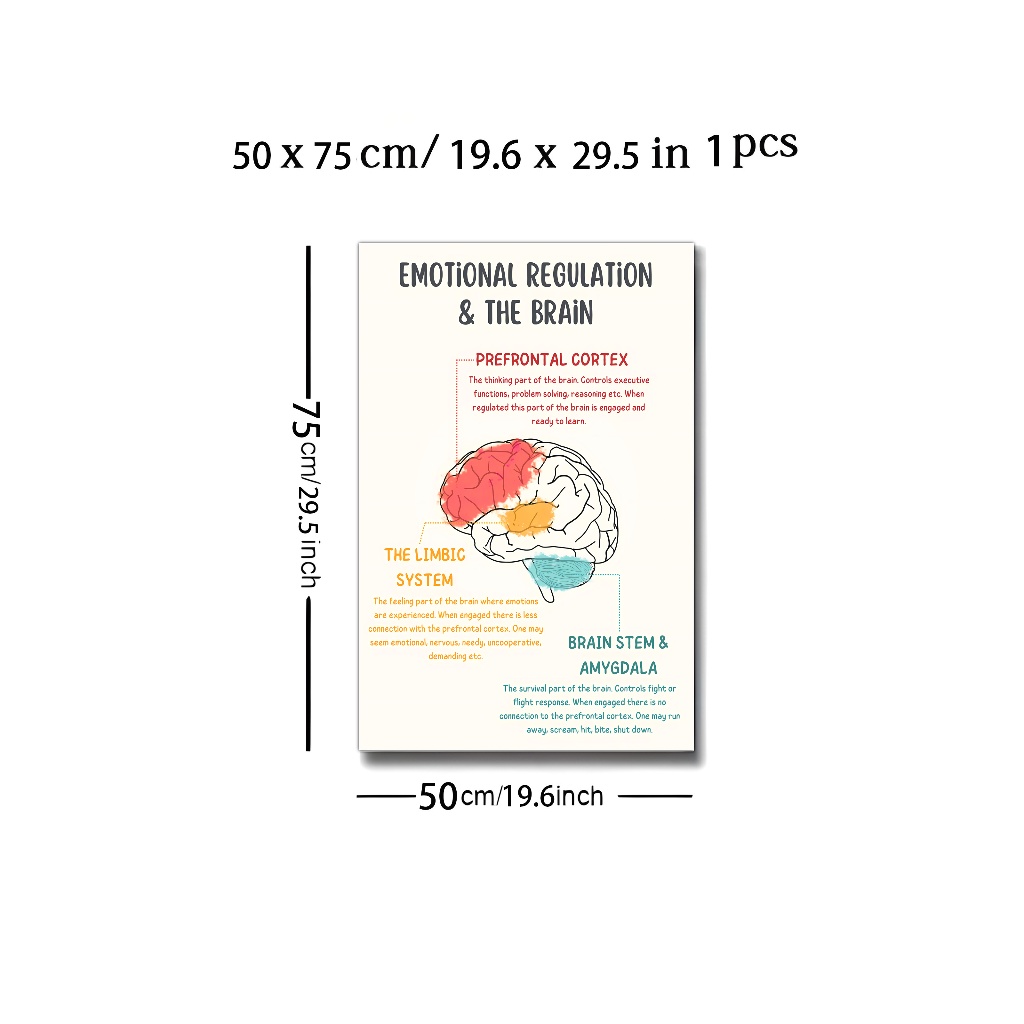 50 x 75 cm/ 19.6 x 29.5 in 1 pcs
EMOTiONAL REGULATiON
& THE BRAiN
PREFRONTAL CORTEX
The thinking part of the brain. Controls executive
functions, problem solving, reasoning etc. When
regulated this part of the brain is engaged and
ready to learn.
THE LIMBIC
SYSTEM
The feeling part of the brain where emotions
are experienced. When engaged there is less
connection with the prefrontal cortex. One may
seem emotional, nervous, needy, uncooperative,
demanding etc.
BRAIN STEM &
AMYGDALA
The survival part of the brain. Controls fight or
flight response. When engaged there is no
connection to the prefrontal cortex. One may run
away, scream, hit, bite, shut down.
75cm/29.5inch
50cm/19.6inch